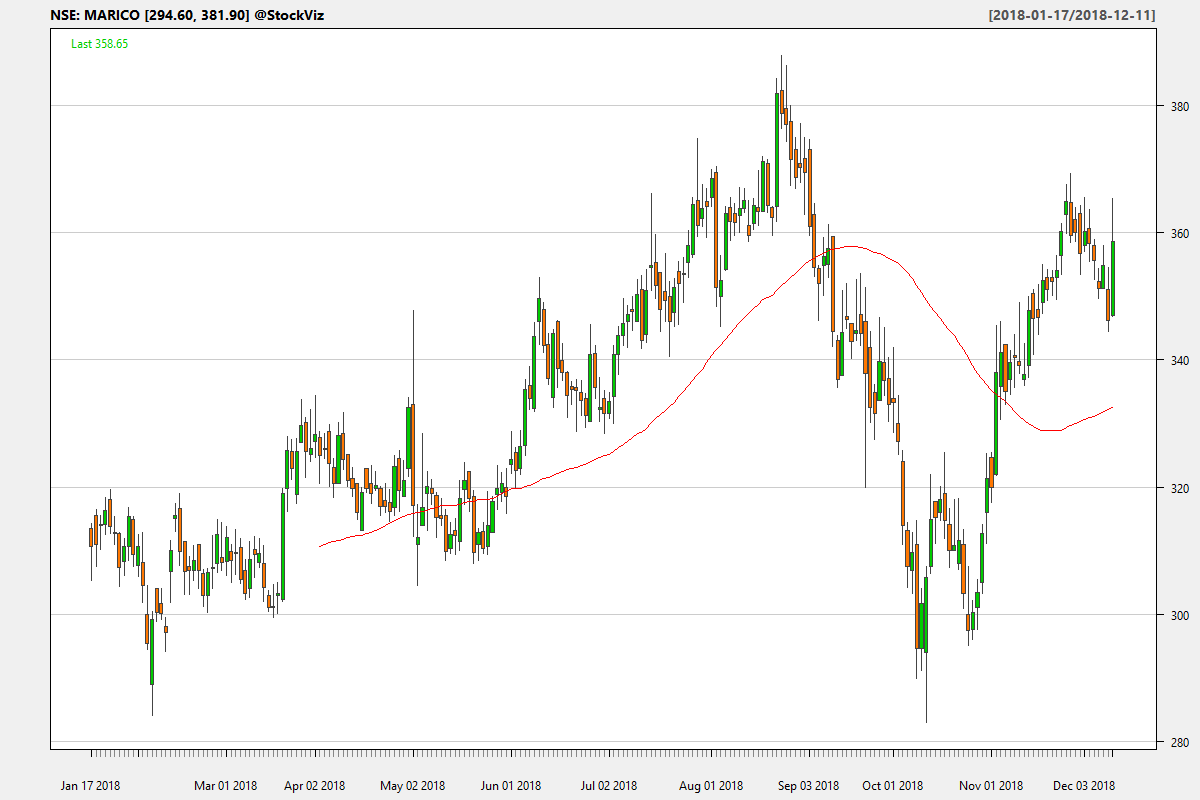 NSE: MARICO [294.60, 381.90] @StockViz [2018-01-17/2018-12-11]
Last 358.65
380
360
340
320
300
280
Jan 17 2018 Mar 01 2018 Apr 02 2018 May 02 2018 Jun 01 2018 Jul 02 2018 Aug 01 2018 Sep 03 2018 Oct 01 2018 Nov 01 2018 Dec 03 2018